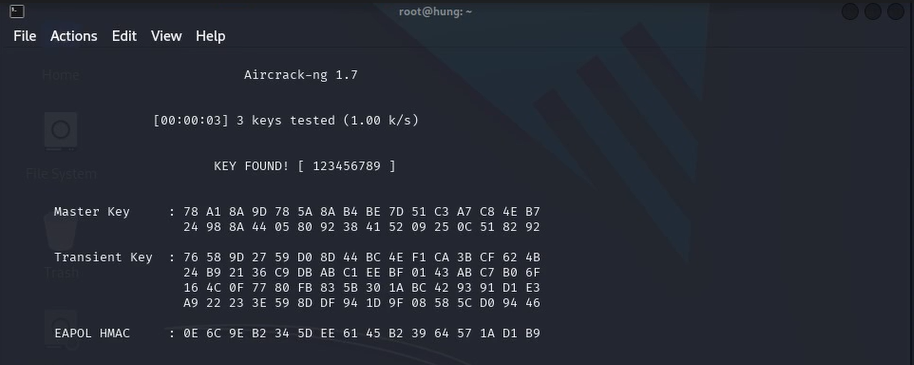 root@hung: ~
File Actions Edit View Help
Home
Aircrack-ng 1.7
[00:00:03] 3 keys tested (1.00 k/s)
KEY FOUND! [ 123456789 ]
File System
Master Key : 78 A1 8A 9D 78 5A 8A B4 BE 7D 51 C3 A7 C8 4E B7
24 98 8A 44 05 80 92 38 41 52 09 25 0C 51 82 92
Transient Key : 76 58 9D 27 59 D0 8D 44 BC 4E F1 CA 3B CF 62 4B
Trash
24 B9 21 36 C9 DB AB C1 EE BF 01 43 AB C7 B0 6F
16 4C 0F 77 80 FB 83 5B 30 1A BC 42 93 91 D1 E3
A9 22 23 3E 59 8D DF 94 1D 9F 08 58 5C D0 94 46
EAPOL HMAC : 0E 6C 9E B2 34 5D EE 61 45 B2 39 64 57 1A D1 B9